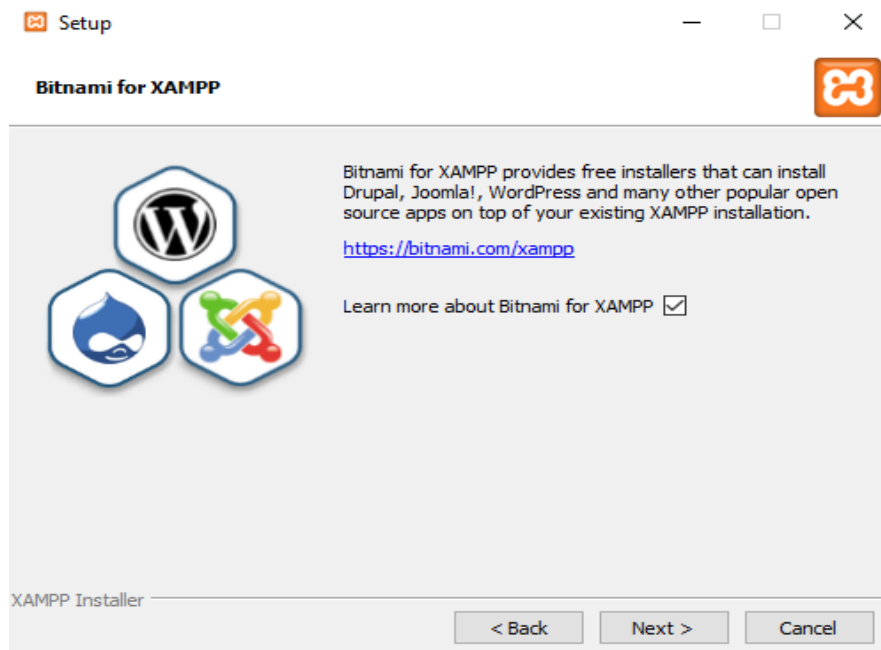 Setup
Bitnami for XAMPP
Bitnami for XAMPP provides free installers that can install
Drupal, Joomla!, WordPress and many other popular open
source apps on top of your existing XAMPP installation.
https://bitnami.com/xampp
Learn more about Bitnami for XAMPP
XAMPP Installer
< Back Next > Cancel